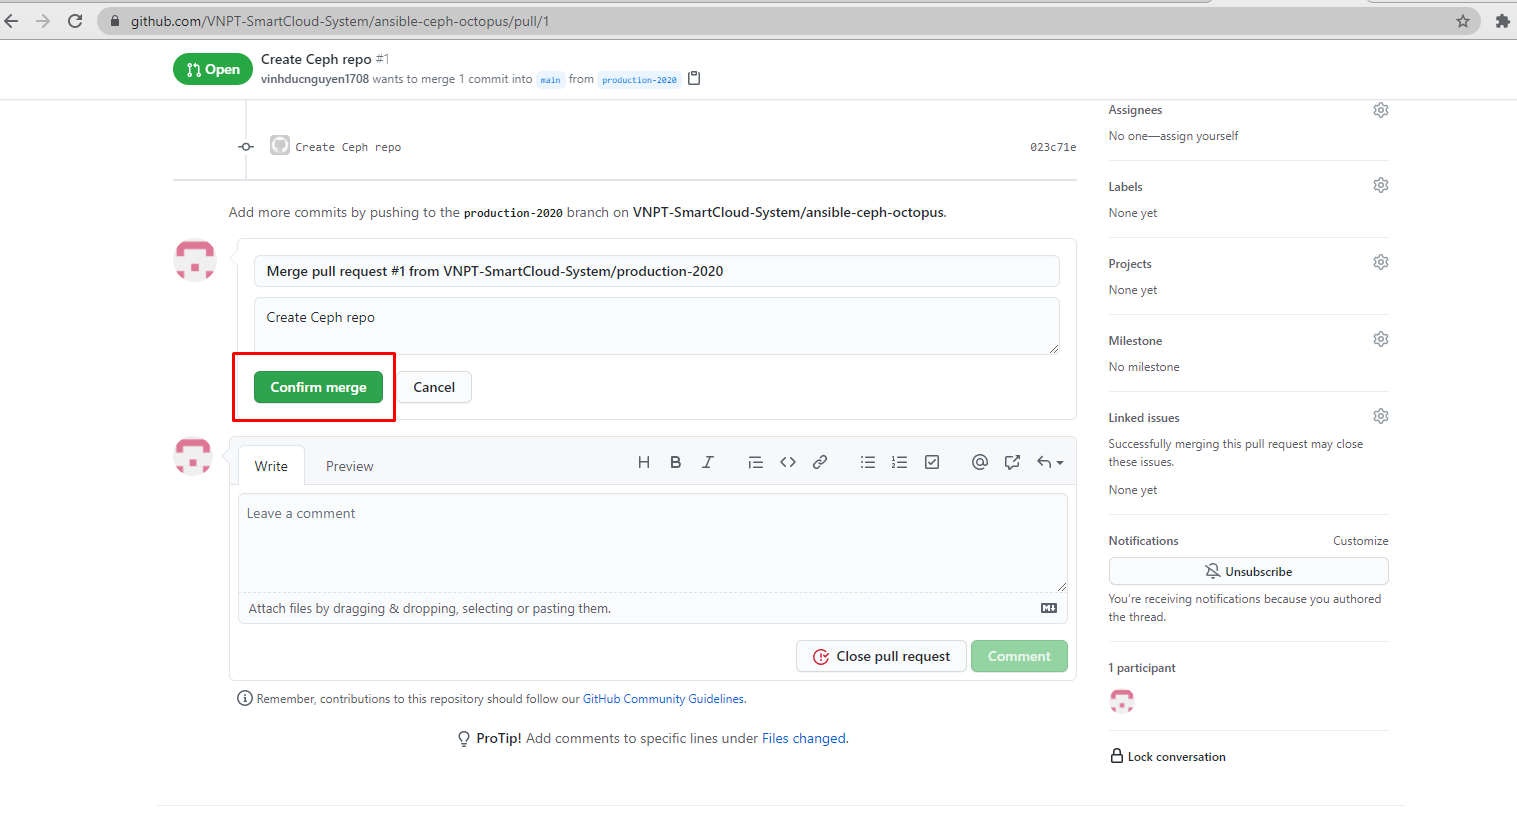 github.com/VNPT-SmartCloud-System/ansible-ceph-octopus/pull/1
Open
Create Ceph repo #1
vinhducnguyen1708 wants to merge 1 commit into main from production-2020
Create Ceph repo
023c71e
Add more commits by pushing to the production-2020 branch on VNPT-SmartCloud-System/ansible-ceph-octopus.
Merge pull request #1 from VNPT-SmartCloud-System/production-2020
Create Ceph repo
Confirm merge
Cancel
Write
Preview
H B I
Leave a comment
Attach files by dragging & dropping, selecting or pasting them.
Close pull request
Comment
Remember, contributions to this repository should follow our GitHub Community Guidelines.
ProTip! Add comments to specific lines under Files changed.
Assignees
No one—assign yourself
Labels
None yet
Projects
None yet
Milestone
No milestone
Linked issues
Successfully merging this pull request may close
these issues.
None yet
Notifications
Customize
Unsubscribe
You're receiving notifications because you authored
the thread.
1 participant
Lock conversation